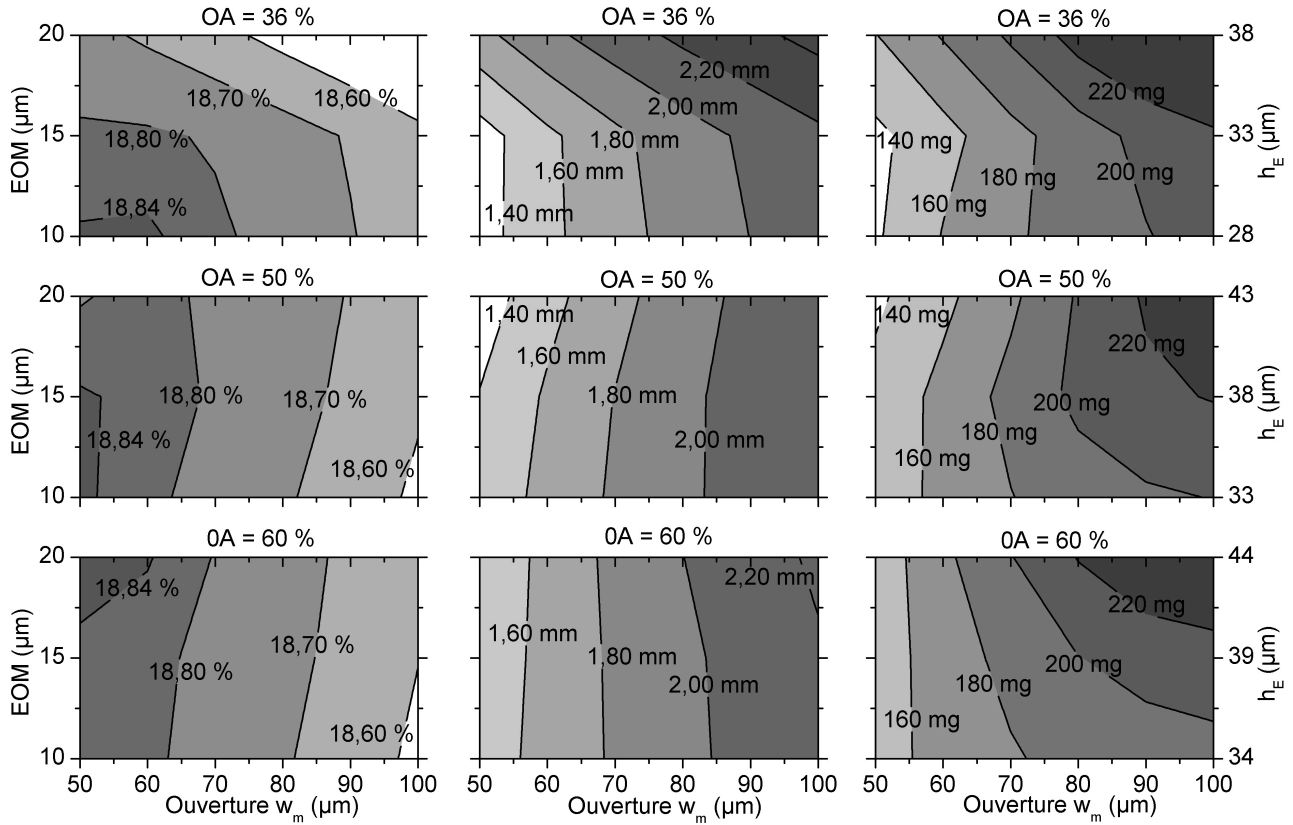 OA = 36 %
OA = 36 %
OA = 36 %
EOM (µm)
20
15
10
18,70 %
18,60 %
18,80 %
18,84 %
2,20 mm
2,00 mm
1,80 mm
1,60 mm
1,40 mm
220 mg
140 mg
200 mg
180 mg
160 mg
38
33
28
hE (µm)
OA = 50 %
OA = 50 %
OA = 50 %
EOM (µm)
20
15
10
18,80 %
18,70 %
18,84 %
18,60 %
1,40 mm
1,60 mm
1,80 mm
2,00 mm
140 mg
220 mg
200 mg
180 mg
160 mg
43
38
33
hE (µm)
0A = 60 %
0A = 60 %
0A = 60 %
EOM (µm)
20
15
10
18,84 %
18,70 %
18,80 %
18,60 %
2,20 mm
1,60 mm
1,80 mm
2,00 mm
220 mg
200 mg
180 mg
160 mg
44
39
34
hE (µm)
50 60 70 80 90 100
50 60 70 80 90 100
50 60 70 80 90 100
Ouverture wm (µm)
Ouverture wm (µm)
Ouverture wm (µm)